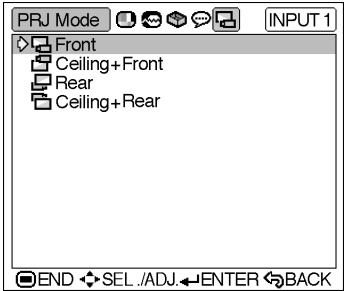 PRJ Mode INPUT 1
Front
Ceiling+Front
Rear
Ceiling+Rear
END SEL./ADJ. ENTER BACK